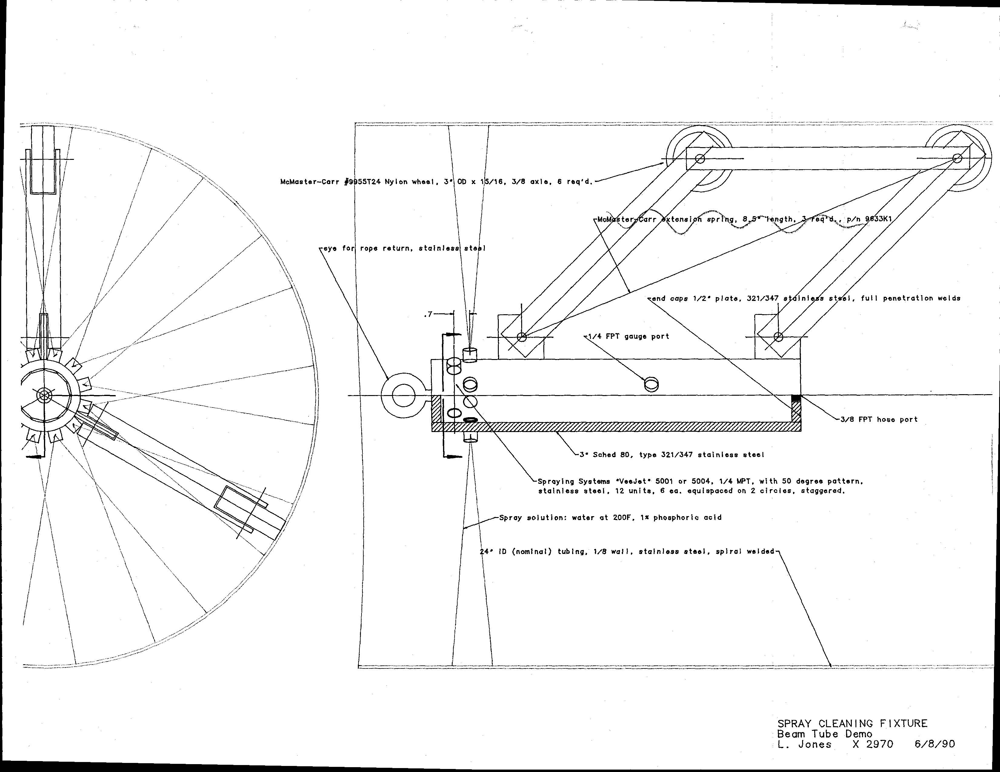 McMaster-Carr #9955T24 Nylon wheel, 3" OD x 15/16, 3/8 axle, 6 req'd.
McMaster-Carr extension spring, 8.5" length, 3 req'd., p/n 9633K1
eye for rope return, stainless steel
end caps 1/2" plate, 321/347 stainless steel, full penetration welds
.7
1/4 FPT gauge port
3/8 FPT hose port
3" Sched 80, type 321/347 stainless steel
Spraying Systems "VeeJet" 5001 or 5004, 1/4 MPT, with 50 degree pattern,
stainless steel, 12 units, 6 ea. equispaced on 2 circles, staggered.
Spray solution: water at 200F, 1% phosphoric acid
24" ID (nominal) tubing, 1/8 wall, stainless steel, spiral welded
SPRAY CLEANING FIXTURE
Beam Tube Demo
L. Jones X 2970 6/8/90